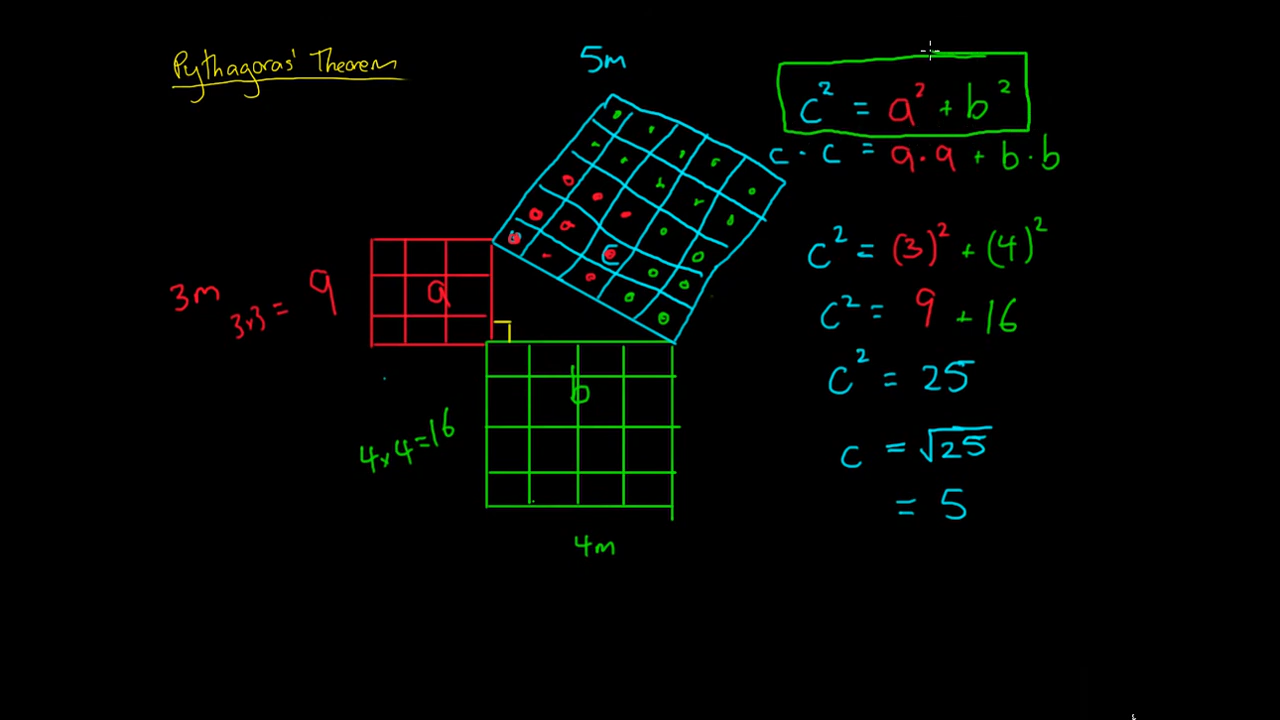 Pythagoras' Theorem
5m
c² = a² + b²
c · c = a · a + b · b
c² = (3)² + (4)²
c² = 9 + 16
c² = 25
c = √25
= 5
3m
3x3 = 9
a
c
b
4x4=16
4m